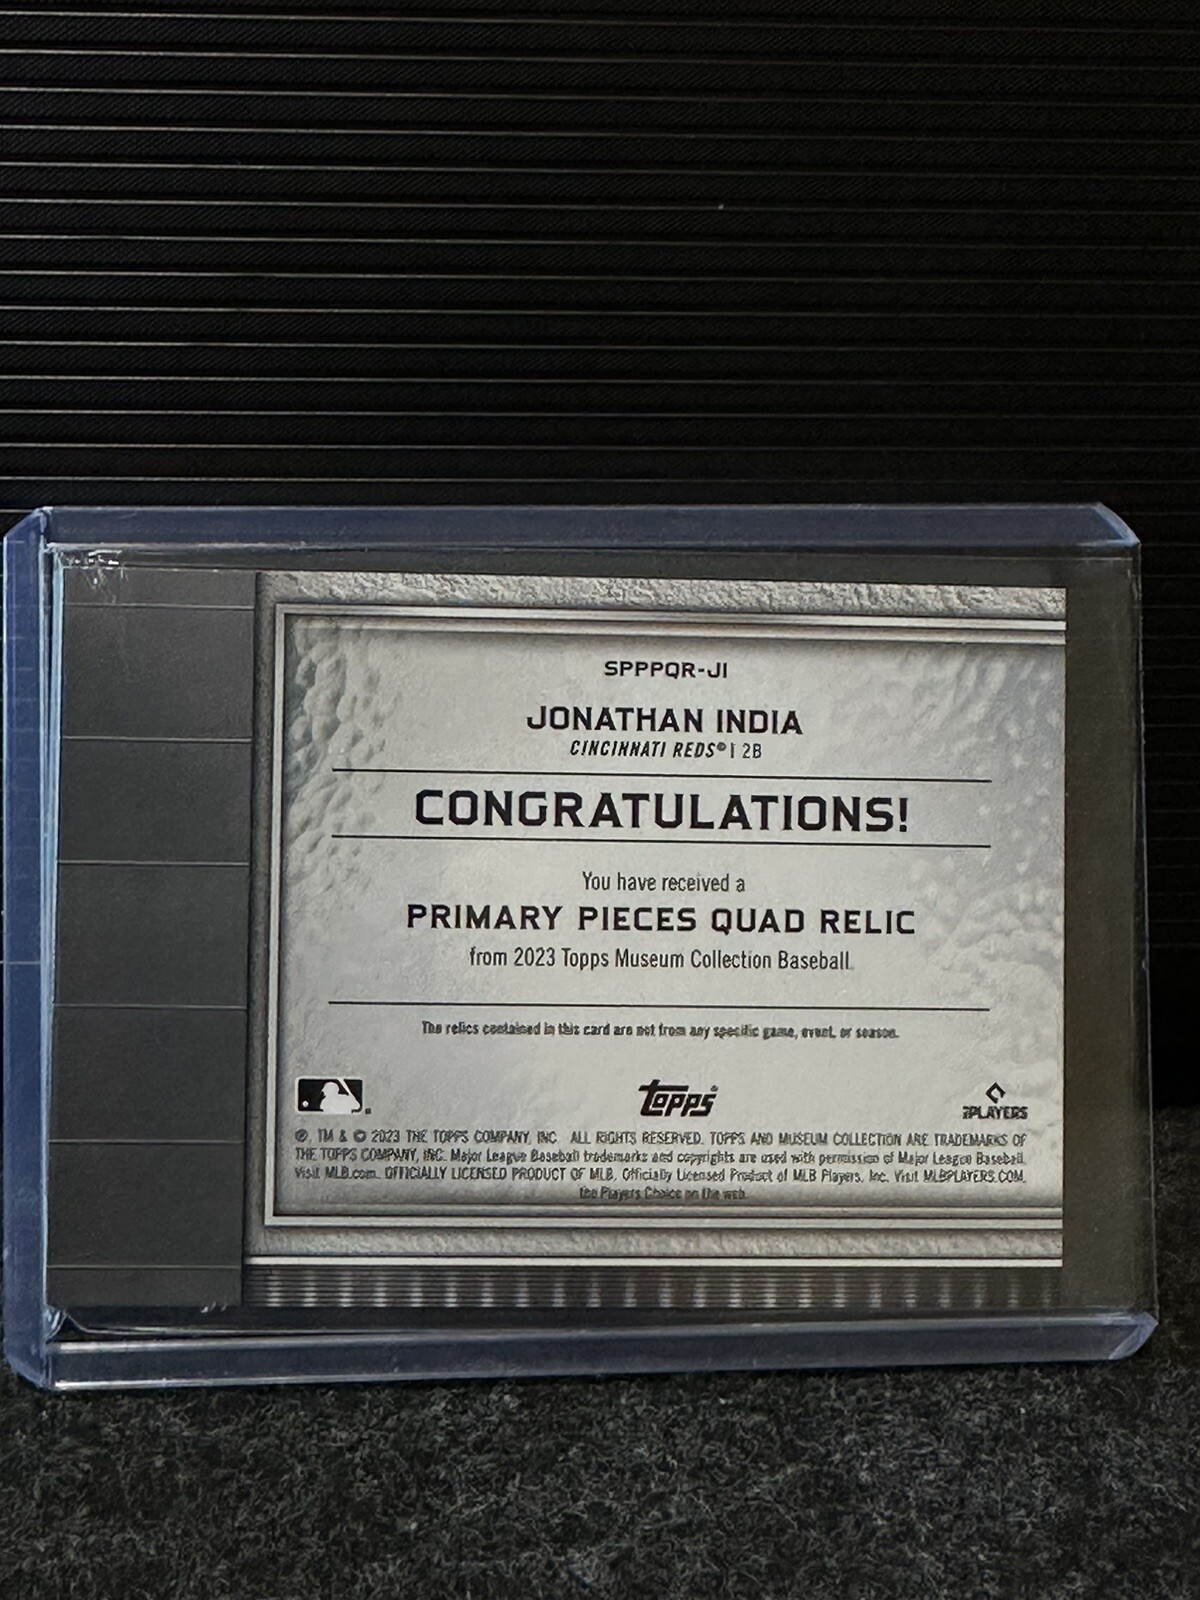 SPPPQR-JI
JONATHAN INDIA
CINCINNATI REDS® | 2B
CONGRATULATIONS!
You have received a
PRIMARY PIECES QUAD RELIC
from 2023 Topps Museum Collection Baseball.
The relics contained in this card are not from any specific game, event, or season.
Topps®
PLAYERS
®, TM & © 2023 THE TOPPS COMPANY, INC. ALL RIGHTS RESERVED. TOPPS AND MUSEUM COLLECTION ARE TRADEMARKS OF
THE TOPPS COMPANY, INC. Major League Baseball trademarks and copyrights are used with permission of Major League Baseball.
Visit MLB.com. OFFICIALLY LICENSED PRODUCT OF MLB. Officially Licensed Product of MLB Players, Inc. Visit MLBPLAYERS.COM,
the Players Choice on the web.